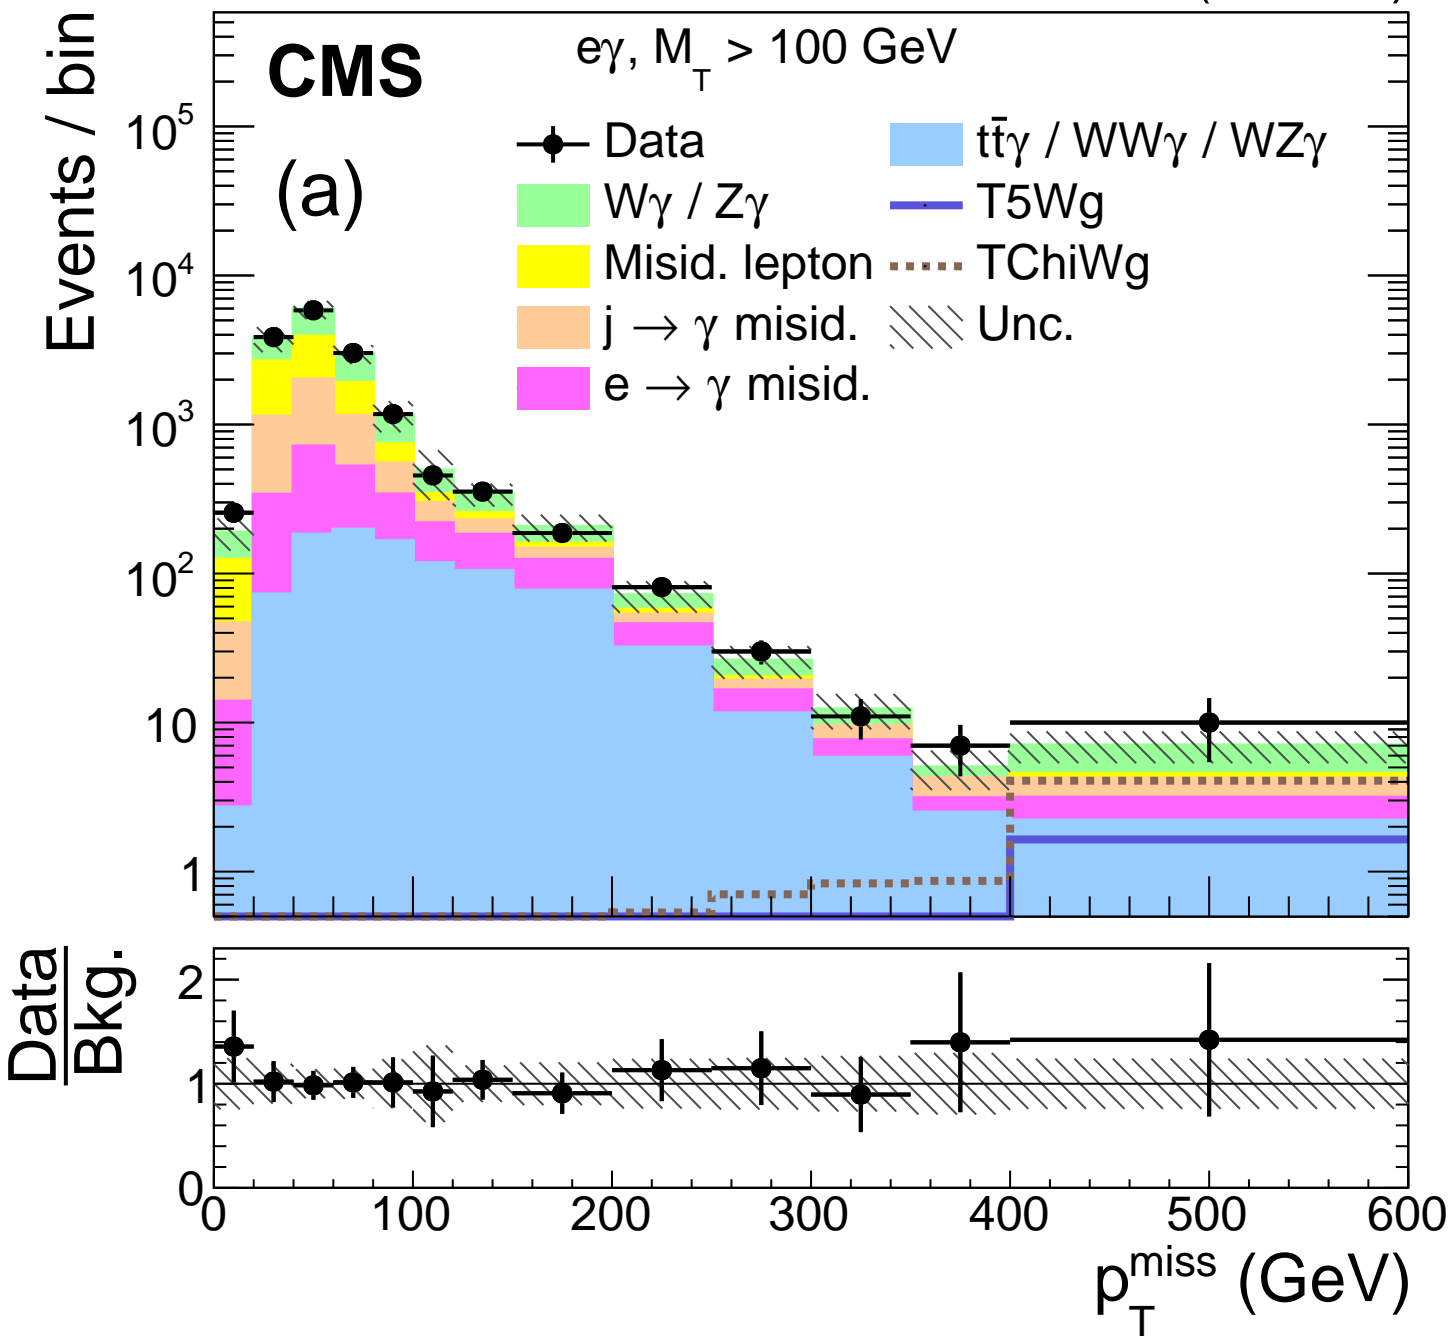 CMS
eγ, M_T > 100 GeV
(a)
Data
Wγ / Zγ
Misid. lepton
j → γ misid.
e → γ misid.
tt̄γ / WWγ / WZγ
T5Wg
TChiWg
Unc.
Events / bin
10^5
10^4
10^3
10^2
10
1
Data
Bkg.
2
1
0
0 100 200 300 400 500 600
p_T^miss (GeV)